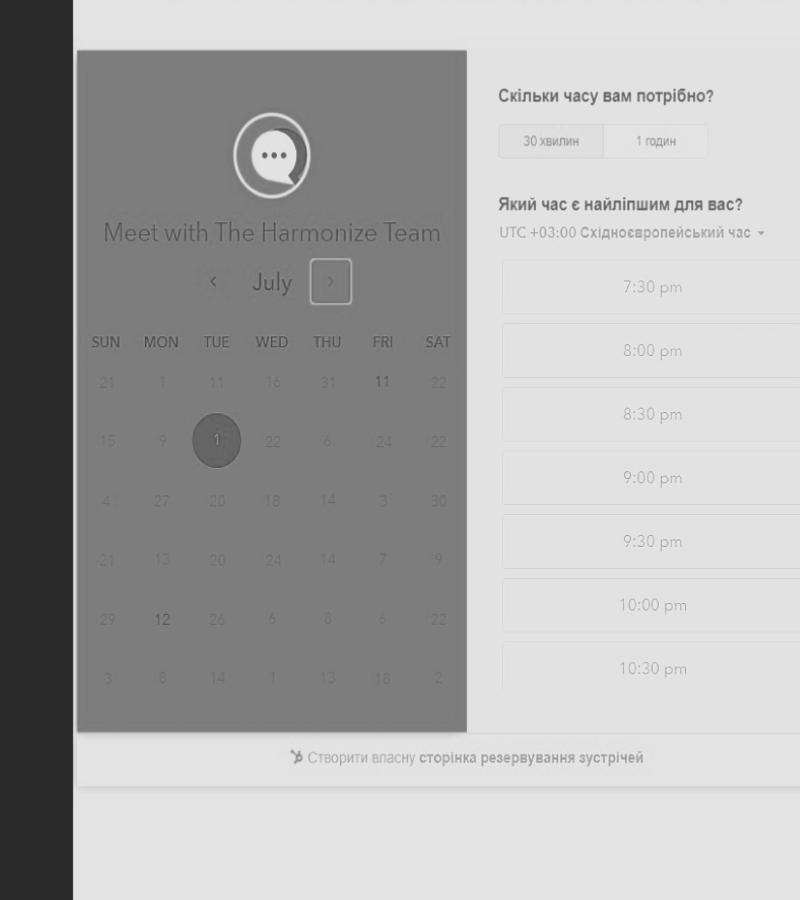 Meet with The Harmonize Team
July
SUN MON TUE WED THU FRI SAT
21 1 11 16 31 11 22
15 9 1 22 6 24 22
4 27 20 18 14 3 30
21 13 20 24 14 7 9
29 12 26 6 8 6 22
3 8 14 1 13 18 2
Скільки часу вам потрібно?
30 хвилин 1 годин
Який час є найліпшим для вас?
UTC +03:00 Східноєвропейський час
7:30 pm
8:00 pm
8:30 pm
9:00 pm
9:30 pm
10:00 pm
10:30 pm
Створити власну сторінка резервування зустрічей